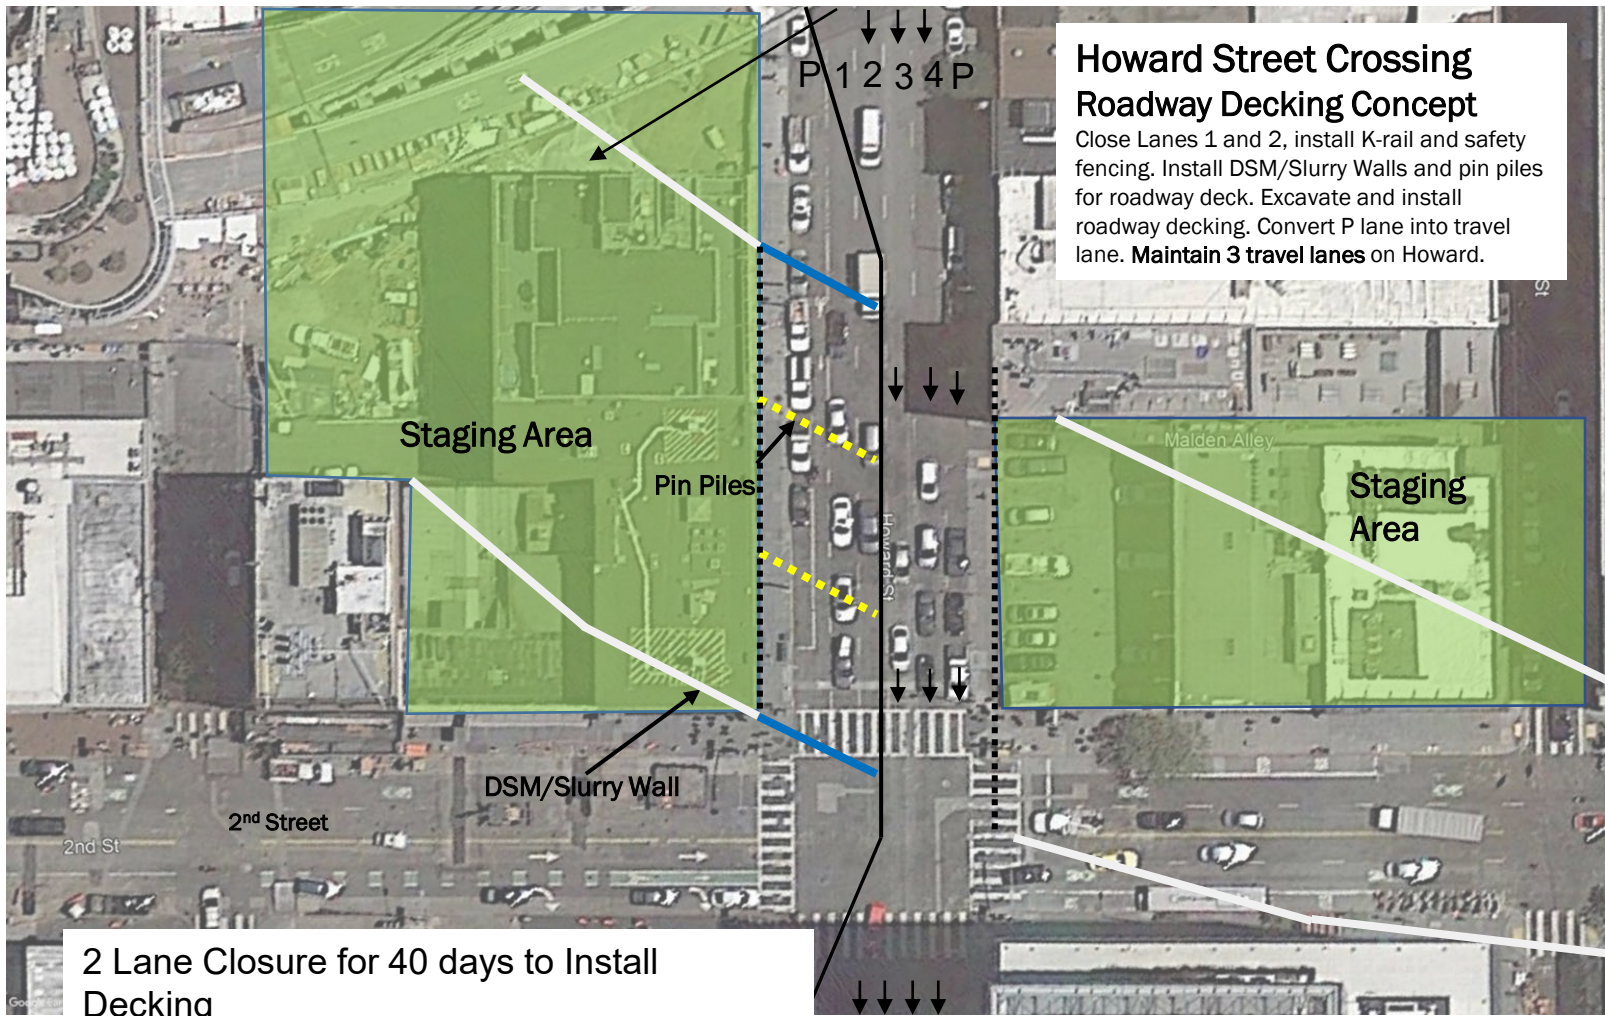 P 1 2 3 4 P
Howard Street Crossing
Roadway Decking Concept
Close Lanes 1 and 2, install K-rail and safety
fencing. Install DSM/Slurry Walls and pin piles
for roadway deck. Excavate and install
roadway decking. Convert P lane into travel
lane. Maintain 3 travel lanes on Howard.
St
Staging Area
Malden Alley
Pin Piles
Staging
Area
Howard St
DSM/Slurry Wall
2nd Street
2nd St
2 Lane Closure for 40 days to Install
Decking
Google